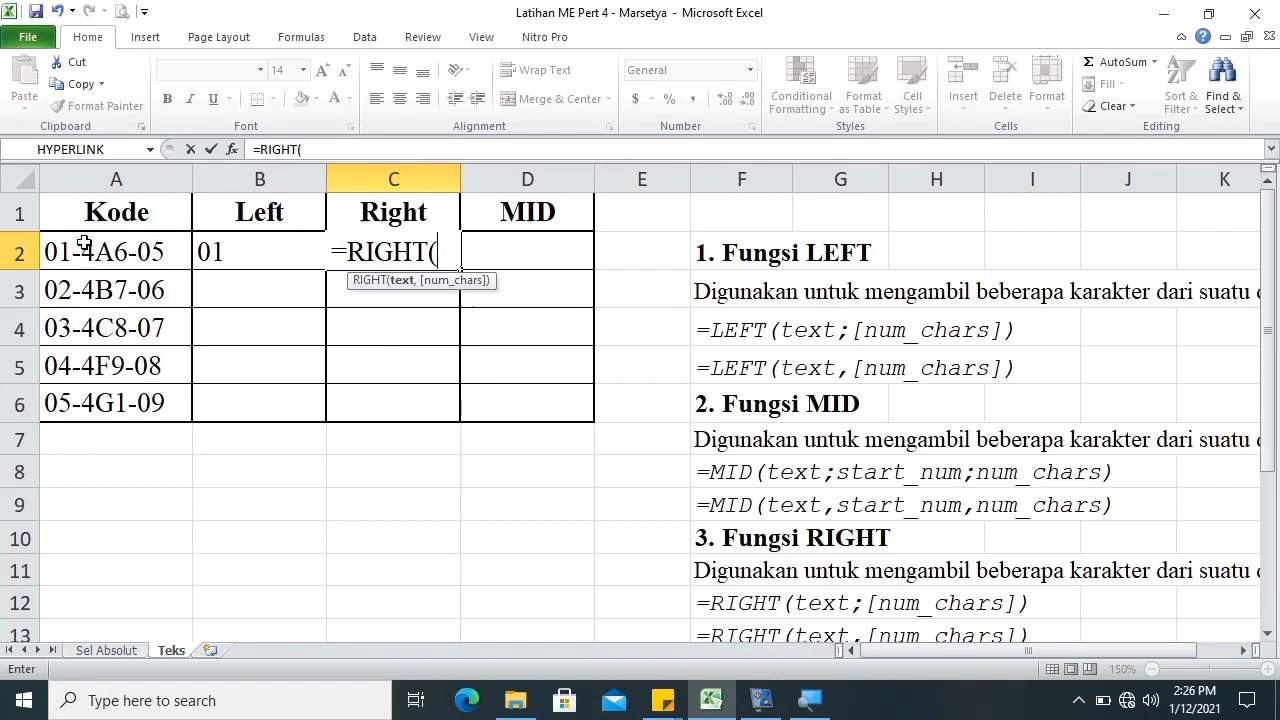 Latihan ME Pert 4 - Marsetya - Microsoft Excel
File Home Insert Page Layout Formulas Data Review View Nitro Pro
Paste Cut Copy Format Painter
14 A A Wrap Text General Conditional Formatting Format as Table Cell Styles Insert Delete Format AutoSum Fill Clear Sort & Filter Find & Select
B I U A Merge & Center $ % ,
Clipboard Font Alignment Number Styles Cells Editing
HYPERLINK fx =RIGHT(
A B C D E F G H I J K
1 Kode Left Right MID
2 01-4A6-05 01 =RIGHT( 1. Fungsi LEFT
RIGHT(text, [num_chars])
3 02-4B7-06 Digunakan untuk mengambil beberapa karakter dari suatu
4 03-4C8-07 =LEFT(text;[num_chars])
5 04-4F9-08 =LEFT(text,[num_chars])
6 05-4G1-09 2. Fungsi MID
7 Digunakan untuk mengambil beberapa karakter dari suatu
8 =MID(text;start_num;num_chars)
9 =MID(text,start_num,num_chars)
10 3. Fungsi RIGHT
11 Digunakan untuk mengambil beberapa karakter dari suatu
12 =RIGHT(text;[num_chars])
13 =RIGHT(text,[num_chars])
Sel Absolut Teks
Enter 150%
Type here to search 2:26 PM
1/12/2021